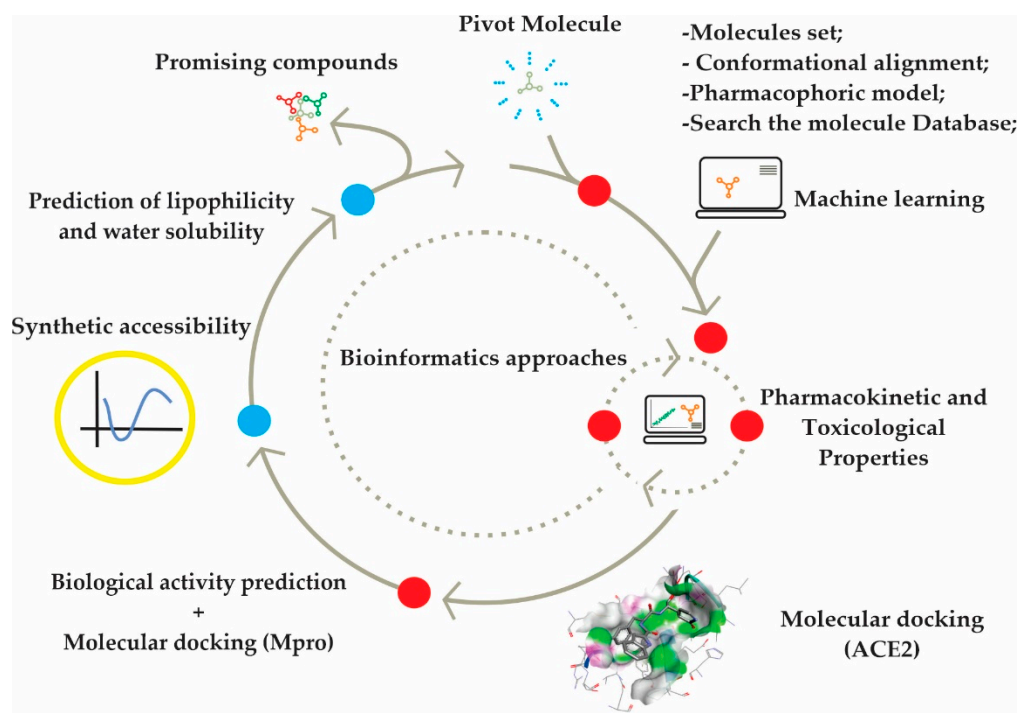 Pivot Molecule
-Molecules set;
- Conformational alignment;
-Pharmacophoric model;
-Search the molecule Database;
Promising compounds
Machine learning
Prediction of lipophilicity
and water solubility
Synthetic accessibility
Bioinformatics approaches
Pharmacokinetic and
Toxicological
Properties
Biological activity prediction
+
Molecular docking (Mpro)
Molecular docking
(ACE2)